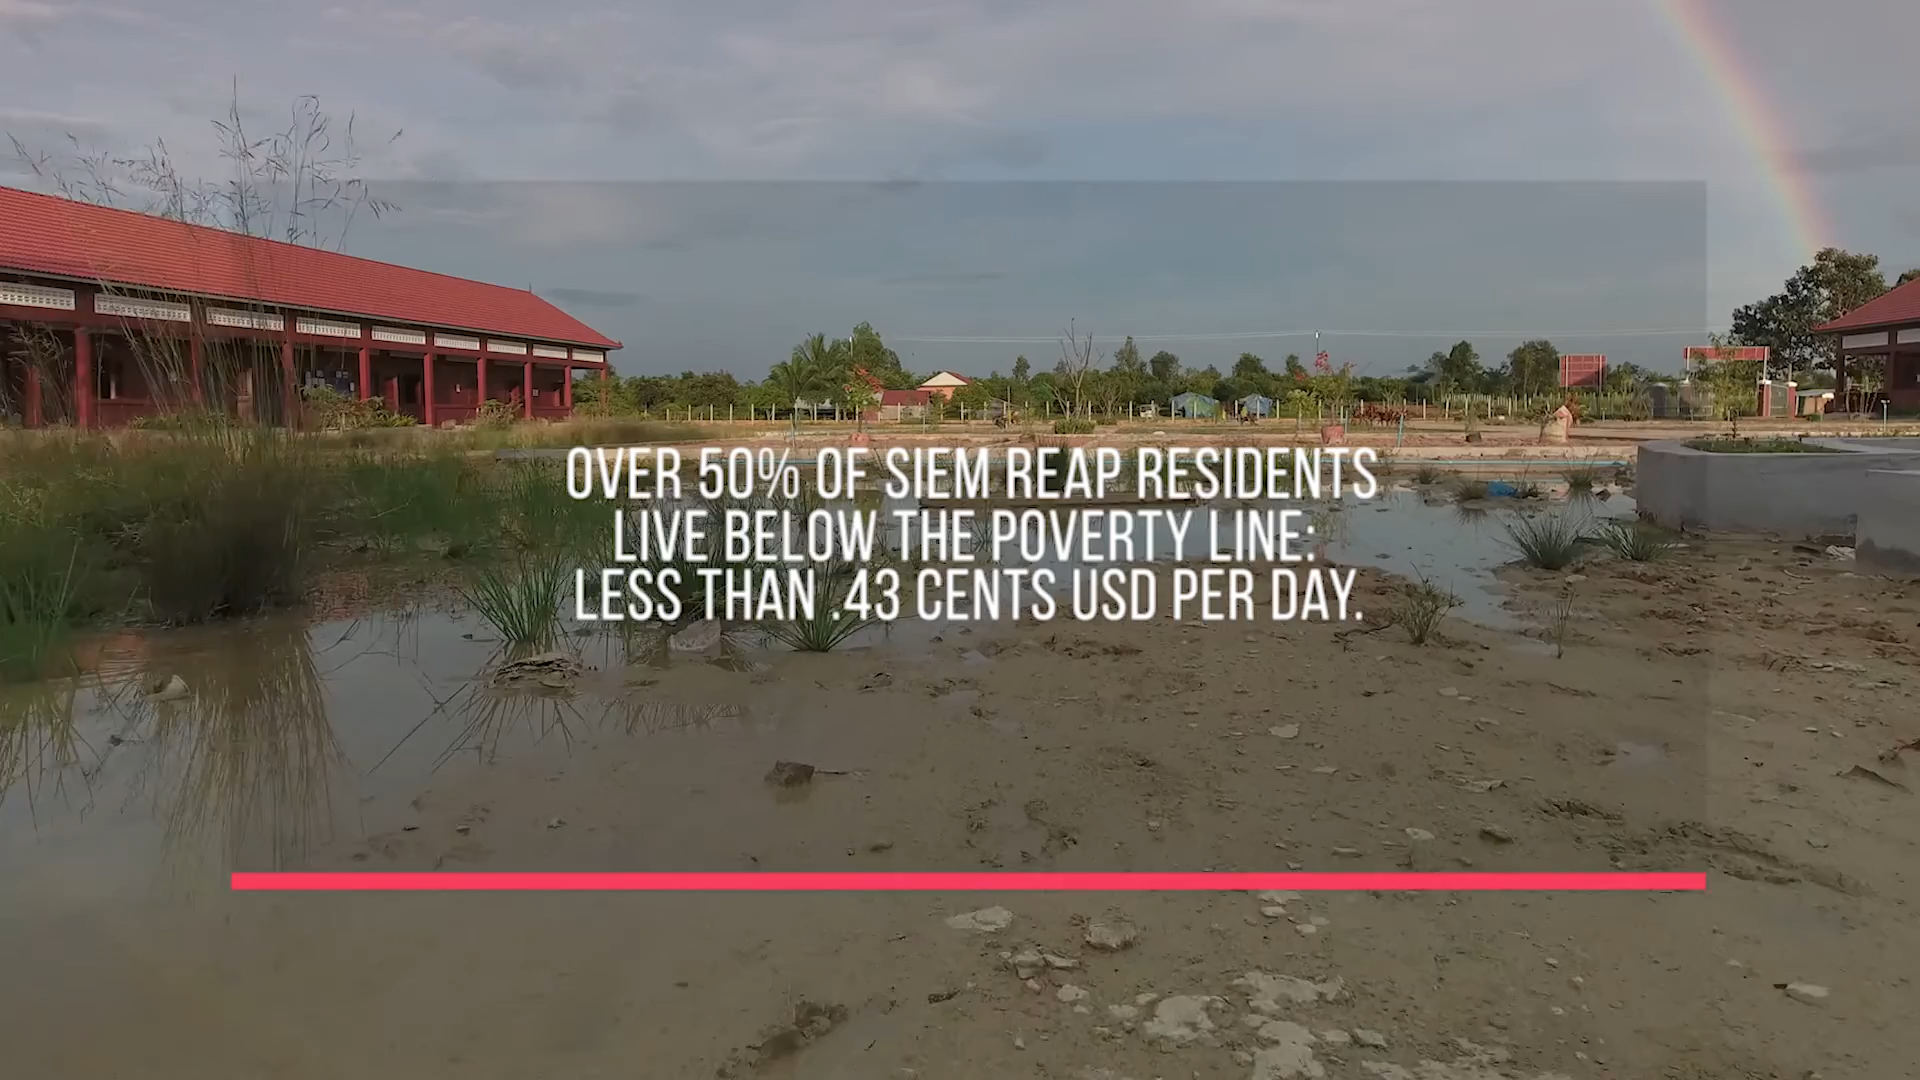 OVER 50% OF SIEM REAP RESIDENTS
LIVE BELOW THE POVERTY LINE:
LESS THAN .43 CENTS USD PER DAY.